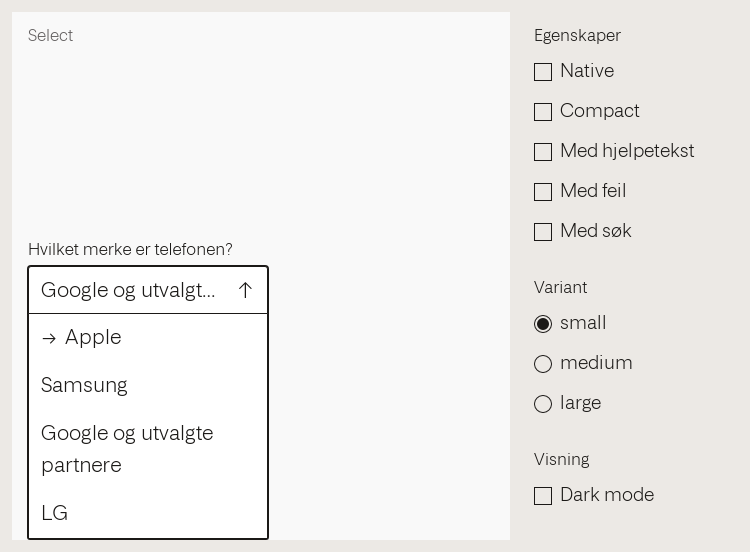 Select
Hvilket merke er telefonen?
Google og utvalgt...
Apple
Samsung
Google og utvalgte
partnere
LG
Egenskaper
Native
Compact
Med hjelpetekst
Med feil
Med søk
Variant
small
medium
large
Visning
Dark mode